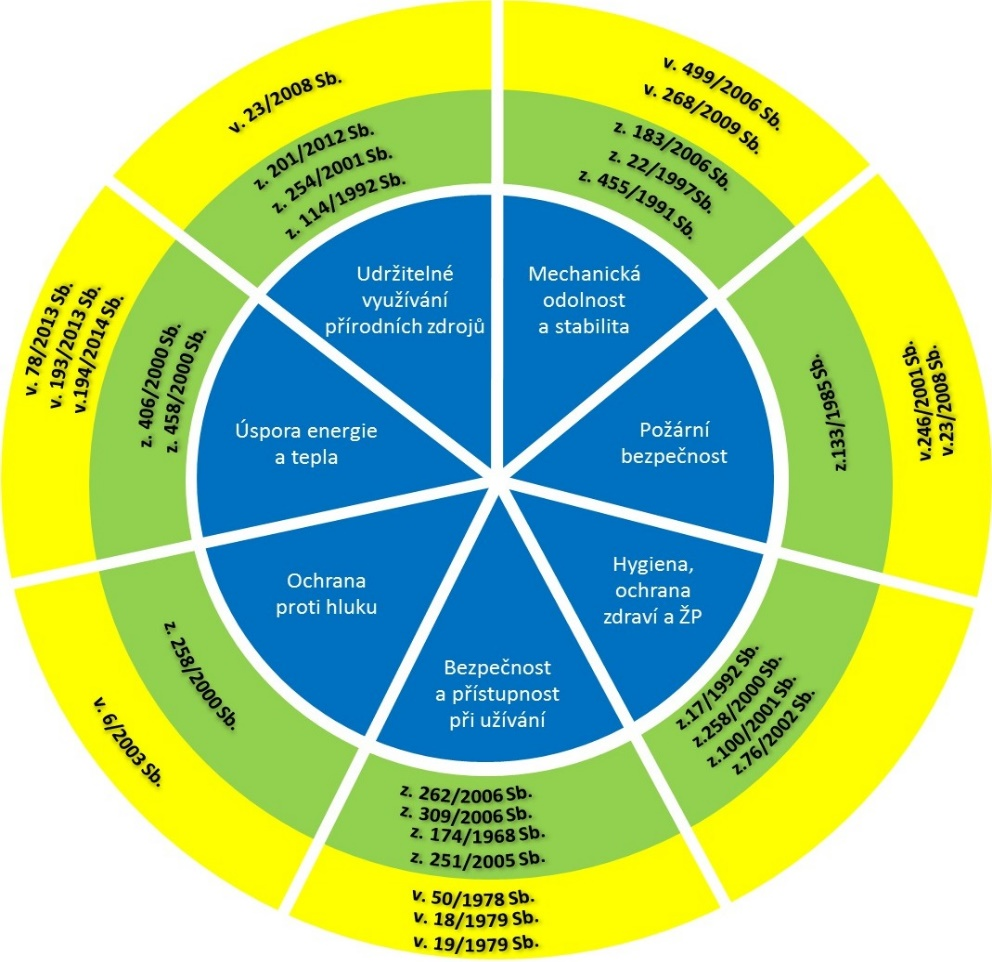 v. 499/2006 Sb.
v. 268/2009 Sb.
z. 183/2006 Sb.
z. 22/1997Sb.
z. 455/1991 Sb.
Mechanická
odolnost
a stabilita
v.246/2001Sb.
v.23/2008 Sb.
z.133/1985 Sb.
Požární
bezpečnost
Hygiena,
ochrana
zdraví a ŽP
z.17/1992 Sb.
z.258/2000 Sb.
z.100/2001Sb.
z.76/2002 Sb.
Bezpečnost
a přístupnost
při užívání
z. 262/2006 Sb.
z. 309/2006 Sb.
z. 174/1968 Sb.
z. 251/2005 Sb.
v. 50/1978 Sb.
v. 18/1979 Sb.
v. 19/1979 Sb.
Ochrana
proti hluku
z. 258/2000 Sb.
v. 6/2003 Sb.
Úspora energie
a tepla
z. 406/2000 Sb.
z. 458/2000 Sb.
v. 78/2013 Sb.
v. 193/2013 Sb.
v.194/2014 Sb.
Udržitelné
využívání
přírodních zdrojů
v. 23/2008 Sb.
z. 201/2012 Sb.
z. 254/2001 Sb.
z. 114/1992 Sb.